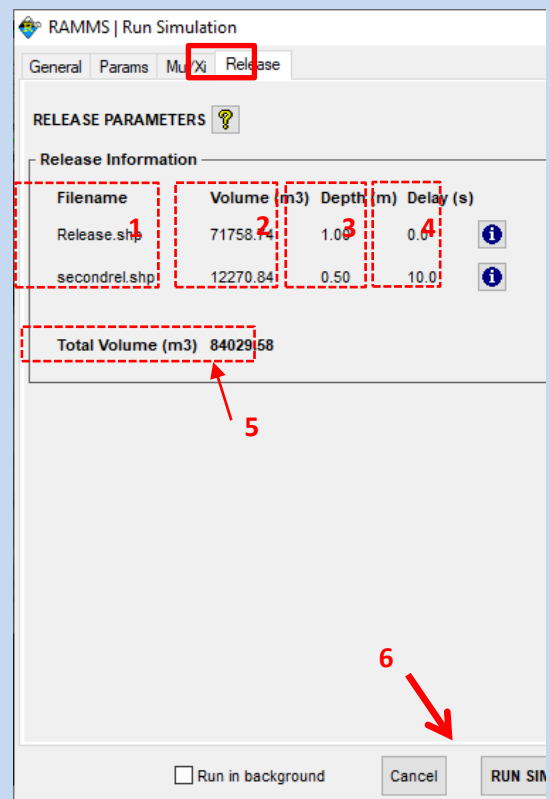 RAMMS | Run Simulation
General Params Mu/Xi Release
RELEASE PARAMETERS ?
Release Information
Filename Volume (m3) Depth (m) Delay (s)
Release.shp 1 71758.74 2 1.00 3 0.0 4 i
secondrel.shp 12270.84 0.50 10.0 i
Total Volume (m3) 84029.58
5
6
Run in background Cancel RUN SIM